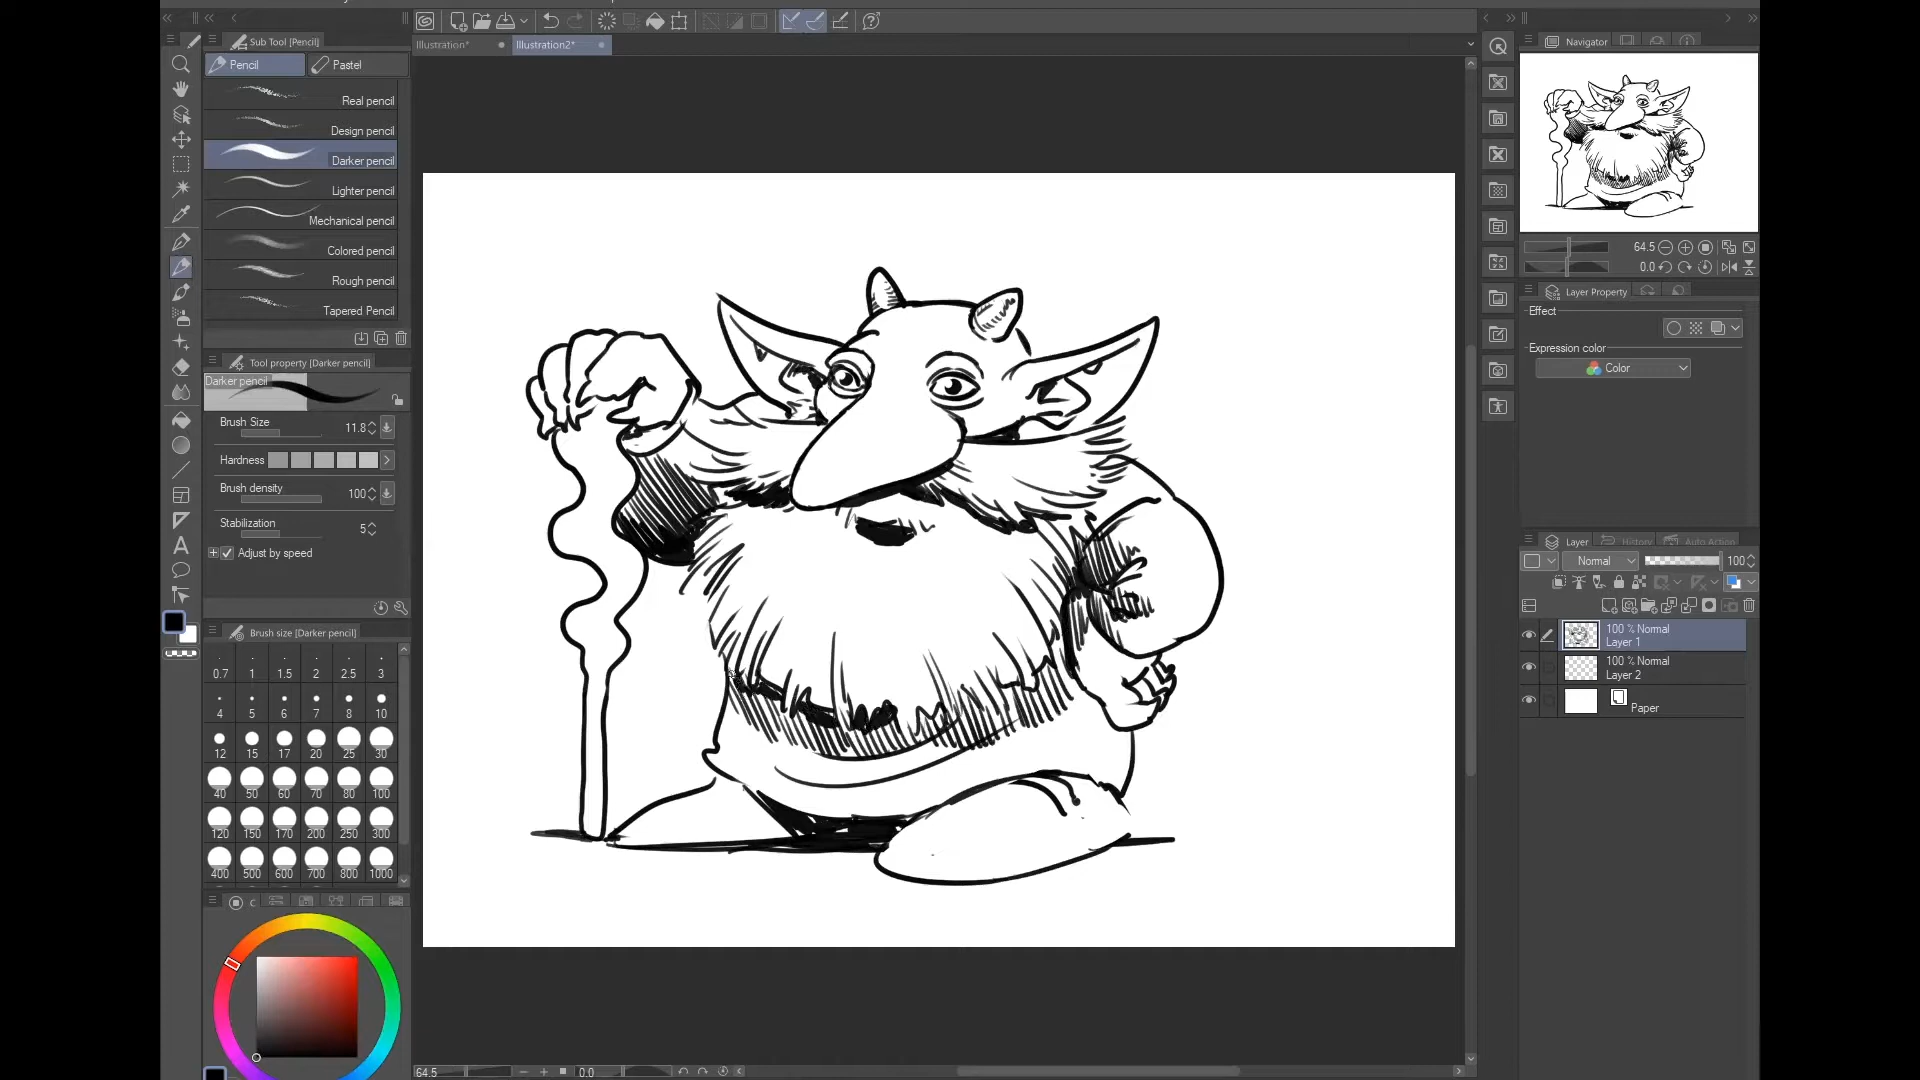 Sub Tool [Pencil]
Pencil
Pastel
Real pencil
Design pencil
Darker pencil
Lighter pencil
Mechanical pencil
Colored pencil
Rough pencil
Tapered Pencil
Tool property [Darker pencil]
Darker pencil
Brush Size 11.8
Hardness
Brush density 100
Stabilization 5
Adjust by speed
Brush size [Darker pencil]
0.7 1 1.5 2 2.5 3
4 5 6 7 8 10
12 15 17 20 25 30
40 50 60 70 80 100
120 150 170 200 250 300
400 500 600 700 800 1000
Illustration*
Illustration2*
64.5
0.0
Navigator
64.5
0.0
Layer Property
Effect
Expression color
Color
Layer
History
Auto Action
Normal
100
100 % Normal
Layer 1
100 % Normal
Layer 2
Paper